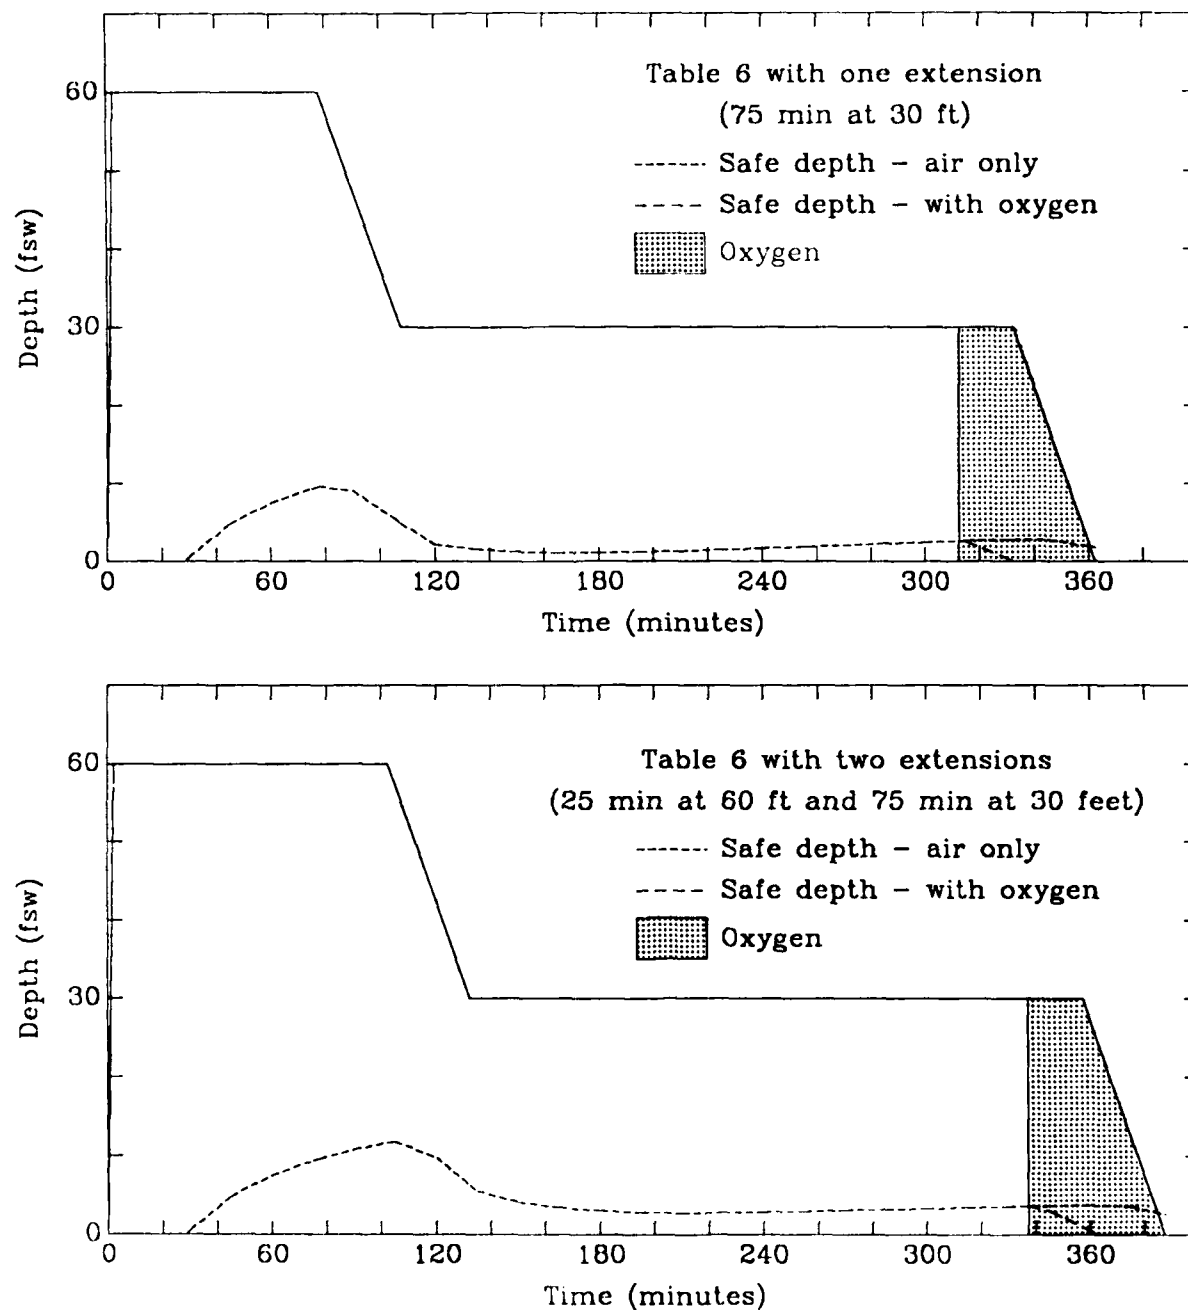 Table 6 with one extension
(75 min at 30 ft)
Safe depth - air only
Safe depth - with oxygen
Oxygen
Depth (fsw)
60
30
0
0 60 120 180 240 300 360
Time (minutes)
Table 6 with two extensions
(25 min at 60 ft and 75 min at 30 feet)
Safe depth - air only
Safe depth - with oxygen
Oxygen
Depth (fsw)
60
30
0
0 60 120 180 240 300 360
Time (minutes)